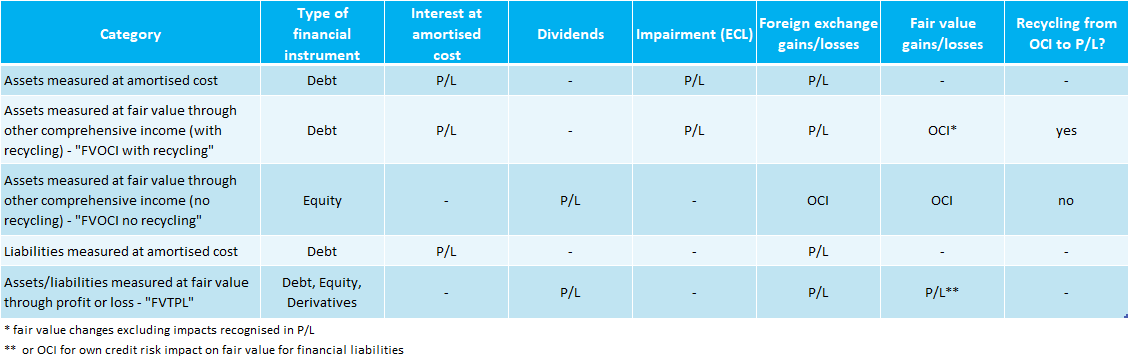 Category
Type of
financial
instrument
Interest at
amortised
cost
Dividends
Impairment (ECL)
Foreign exchange
gains/losses
Fair value
gains/losses
Recycling from
OCI to P/L?
Assets measured at amortised cost
Debt
P/L
-
P/L
P/L
-
-
Assets measured at fair value through
other comprehensive income (with
recycling) - "FVOCI with recycling"
Debt
P/L
-
P/L
P/L
OCI*
yes
Assets measured at fair value through
other comprehensive income (no
recycling) - "FVOCI no recycling"
Equity
-
P/L
-
OCI
OCI
no
Liabilities measured at amortised cost
Debt
P/L
-
-
P/L
-
-
Assets/liabilities measured at fair value
through profit or loss - "FVTPL"
Debt, Equity,
Derivatives
-
P/L
-
P/L
P/L**
-
* fair value changes excluding impacts recognised in P/L
** or OCI for own credit risk impact on fair value for financial liabilities